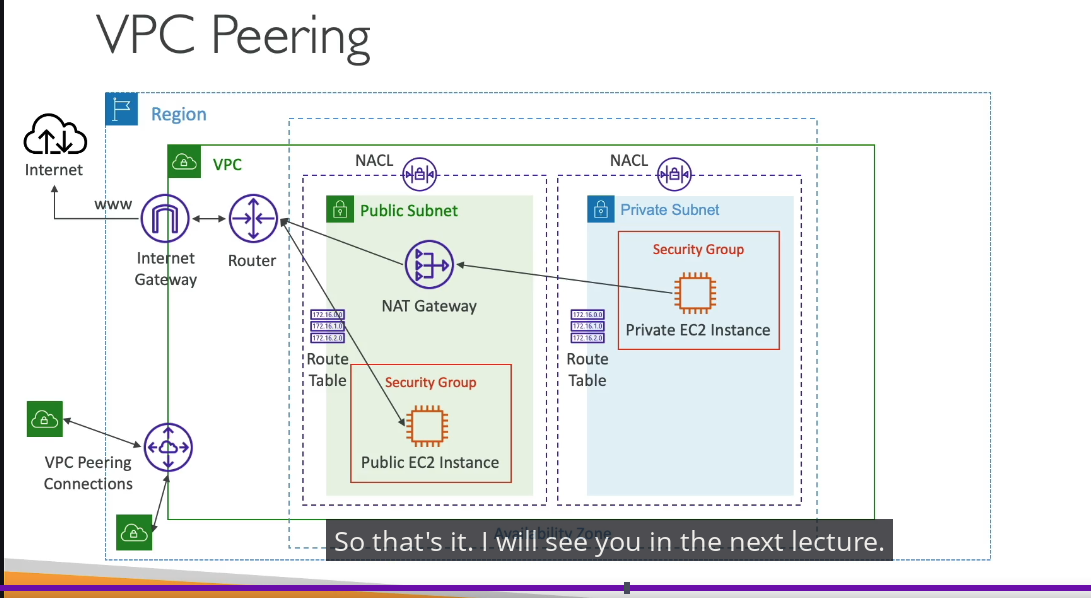 VPC Peering
Region
Internet
VPC
NACL
NACL
www
Public Subnet
Private Subnet
Security Group
Internet
Gateway
Router
NAT Gateway
Private EC2 Instance
172.16.0.0
172.16.1.0
172.16.2.0
172.16.0.0
172.16.1.0
172.16.2.0
Route
Table
Route
Table
Security Group
Public EC2 Instance
VPC Peering
Connections
Availability Zone
So that's it. I will see you in the next lecture.